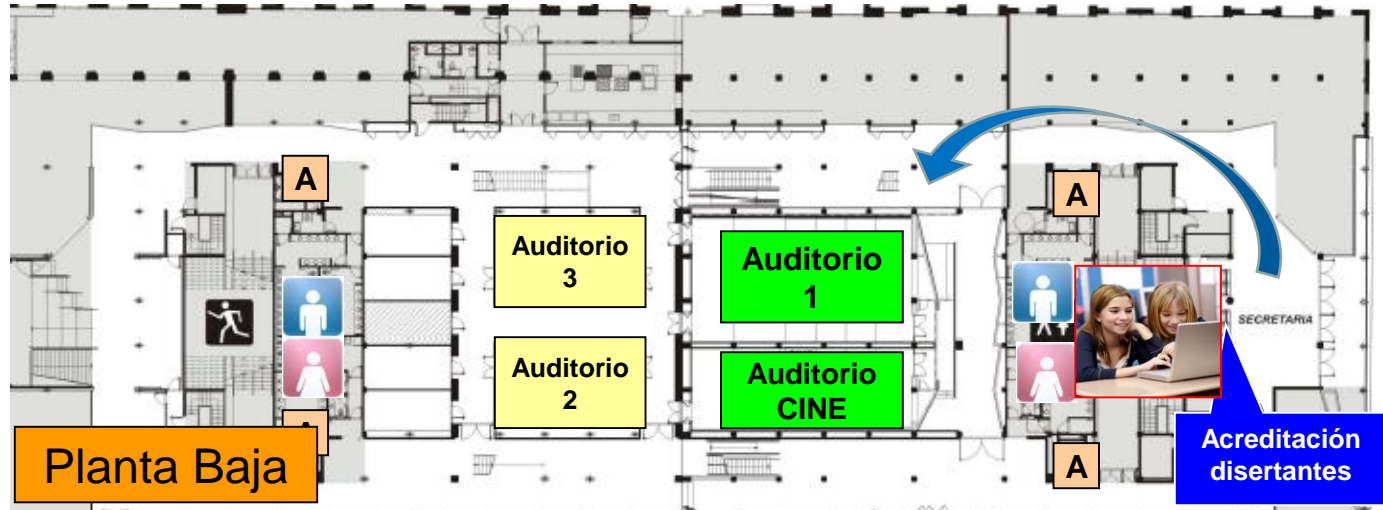 A
A
Auditorio
3
Auditorio
1
SECRETARIA
Auditorio
2
Auditorio
CINE
A
Planta Baja
A
Acreditación
disertantes